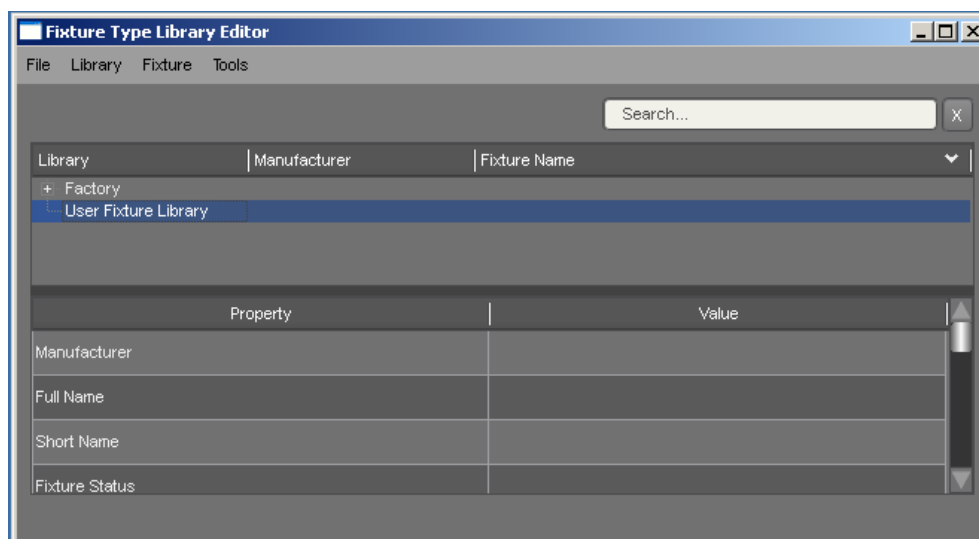 Fixture Type Library Editor
File Library Fixture Tools
Search... X
Library Manufacturer Fixture Name
Factory
User Fixture Library
Property Value
Manufacturer
Full Name
Short Name
Fixture Status